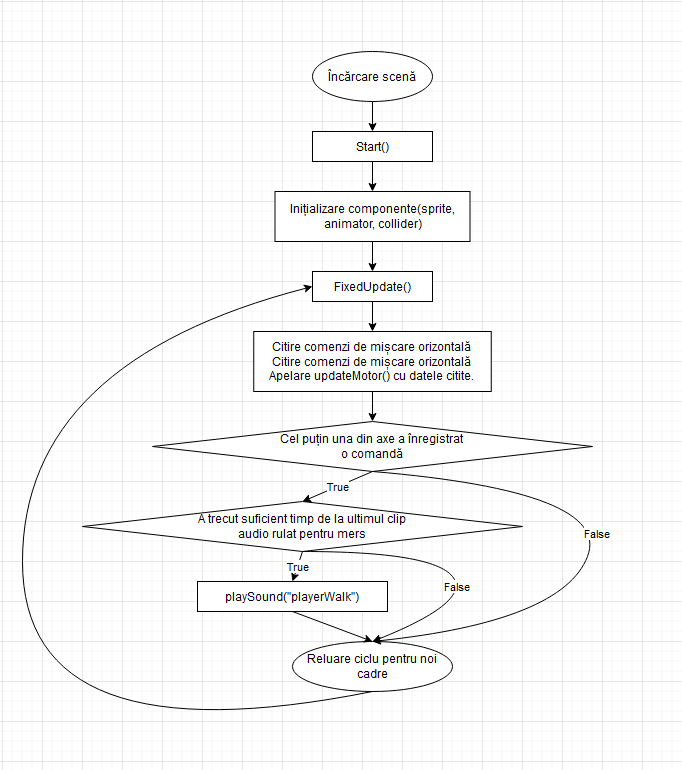 Încărcare scenă
Start()
Inițializare componente(sprite,
animator, collider)
FixedUpdate()
Citire comenzi de mișcare orizontală
Citire comenzi de mișcare orizontală
Apelare updateMotor() cu datele citite.
Cel puțin una din axe a înregistrat
o comandă
True
A trecut suficient timp de la ultimul clip
audio rulat pentru mers
False
True
False
playSound("playerWalk")
Reluare ciclu pentru noi
cadre